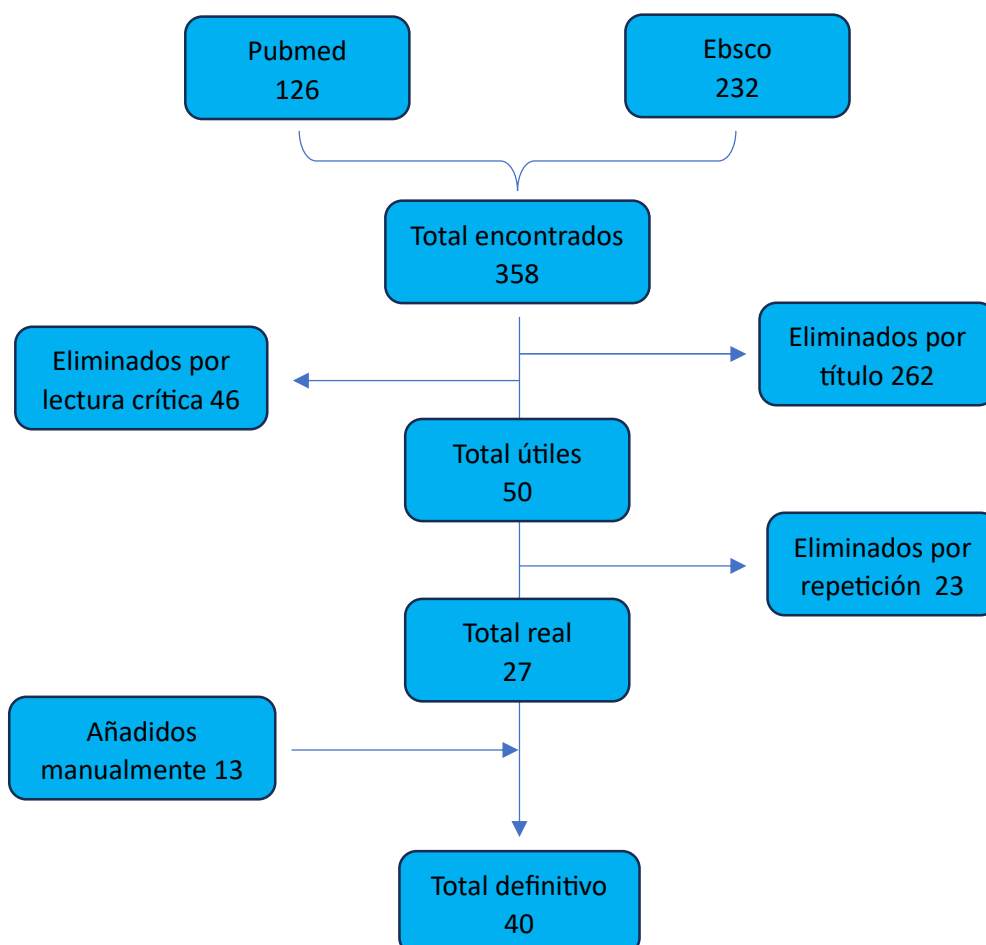 Pubmed
126
Ebsco
232
Total encontrados
358
Eliminados por
título 262
Eliminados por
lectura crítica 46
Total útiles
50
Eliminados por
repetición  23
Total real
27
Añadidos
manualmente 13
Total definitivo
40